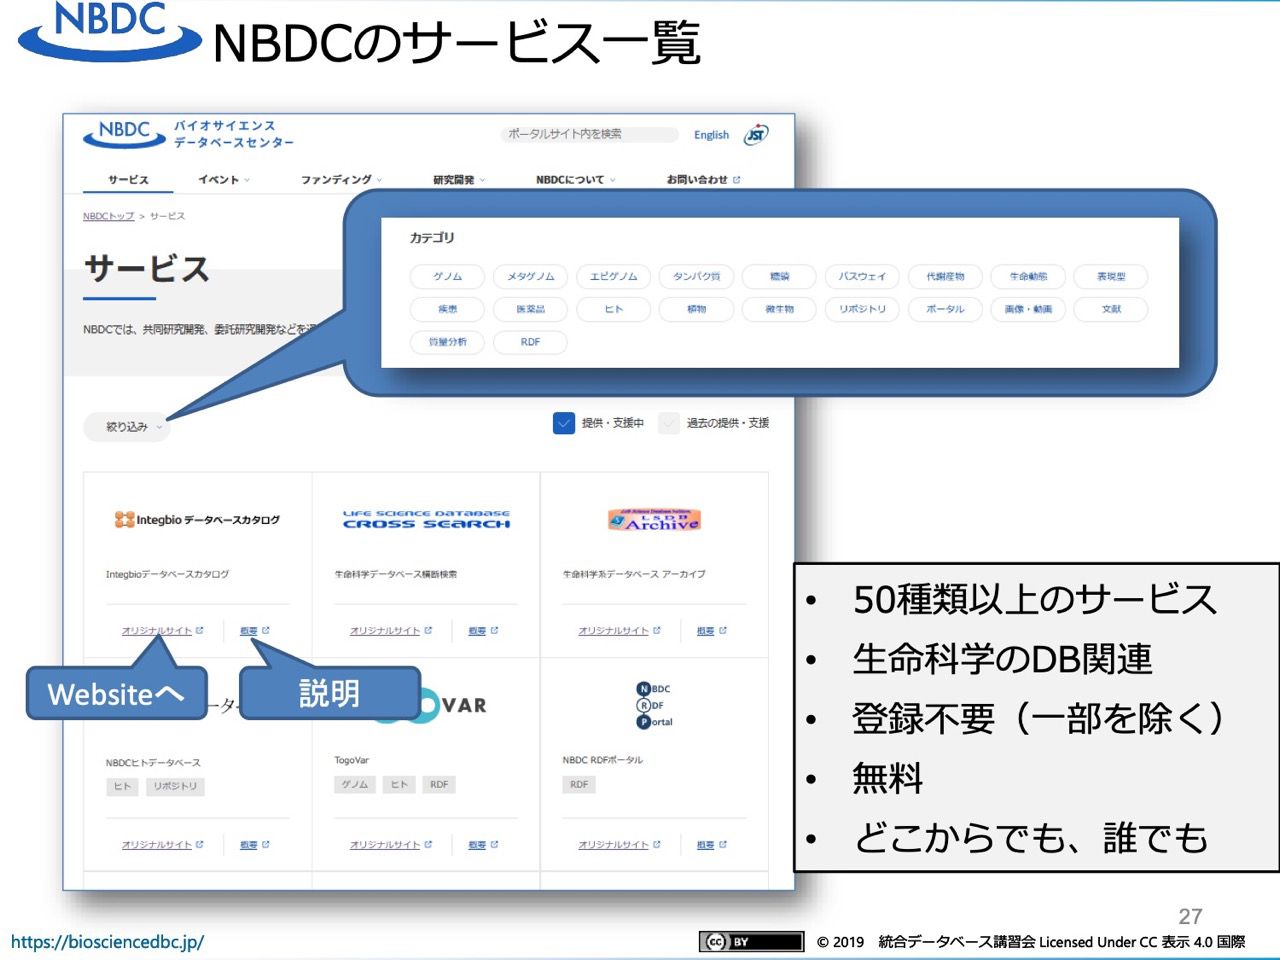 NBDC
NBDCのサービス一覧
NBDC バイオサイエンス
データベースセンター
ポータルサイト内を検索
English
JST
サービス イベント ファンディング 研究開発 NBDCについて お問い合わせ
NBDCトップ > サービス
サービス
NBDCでは、共同研究開発、委託研究開発などを通
カテゴリ
ゲノム メタゲノム エピゲノム タンパク質 糖鎖 パスウェイ 代謝産物 生命動態 表現型
疾患 医薬品 ヒト 植物 微生物 リポジトリ ポータル 画像・動画 文献
質量分析 RDF
絞り込み
提供・支援中 過去の提供・支援
Integbio データベースカタログ
LIFE SCIENCE DATABASE
CROSS SEARCH
LSDB
Archive
Integbioデータベースカタログ
生命科学データベース横断検索
生命科学系データベース アーカイブ
オリジナルサイト 概要 オリジナルサイト 概要 オリジナルサイト 概要
Websiteへ
説明
ータ
VAR
NBDC
RDF
Portal
NBDCヒトデータベース
TogoVar
NBDC RDFポータル
ヒト リポジトリ
ゲノム ヒト RDF
RDF
オリジナルサイト 概要 オリジナルサイト 概要 オリジナルサイト 概要
• 50種類以上のサービス
• 生命科学のDB関連
• 登録不要（一部を除く）
• 無料
• どこからでも、誰でも
27
https://biosciencedbc.jp/
CC BY
© 2019 統合データベース講習会 Licensed Under CC 表示 4.0 国際